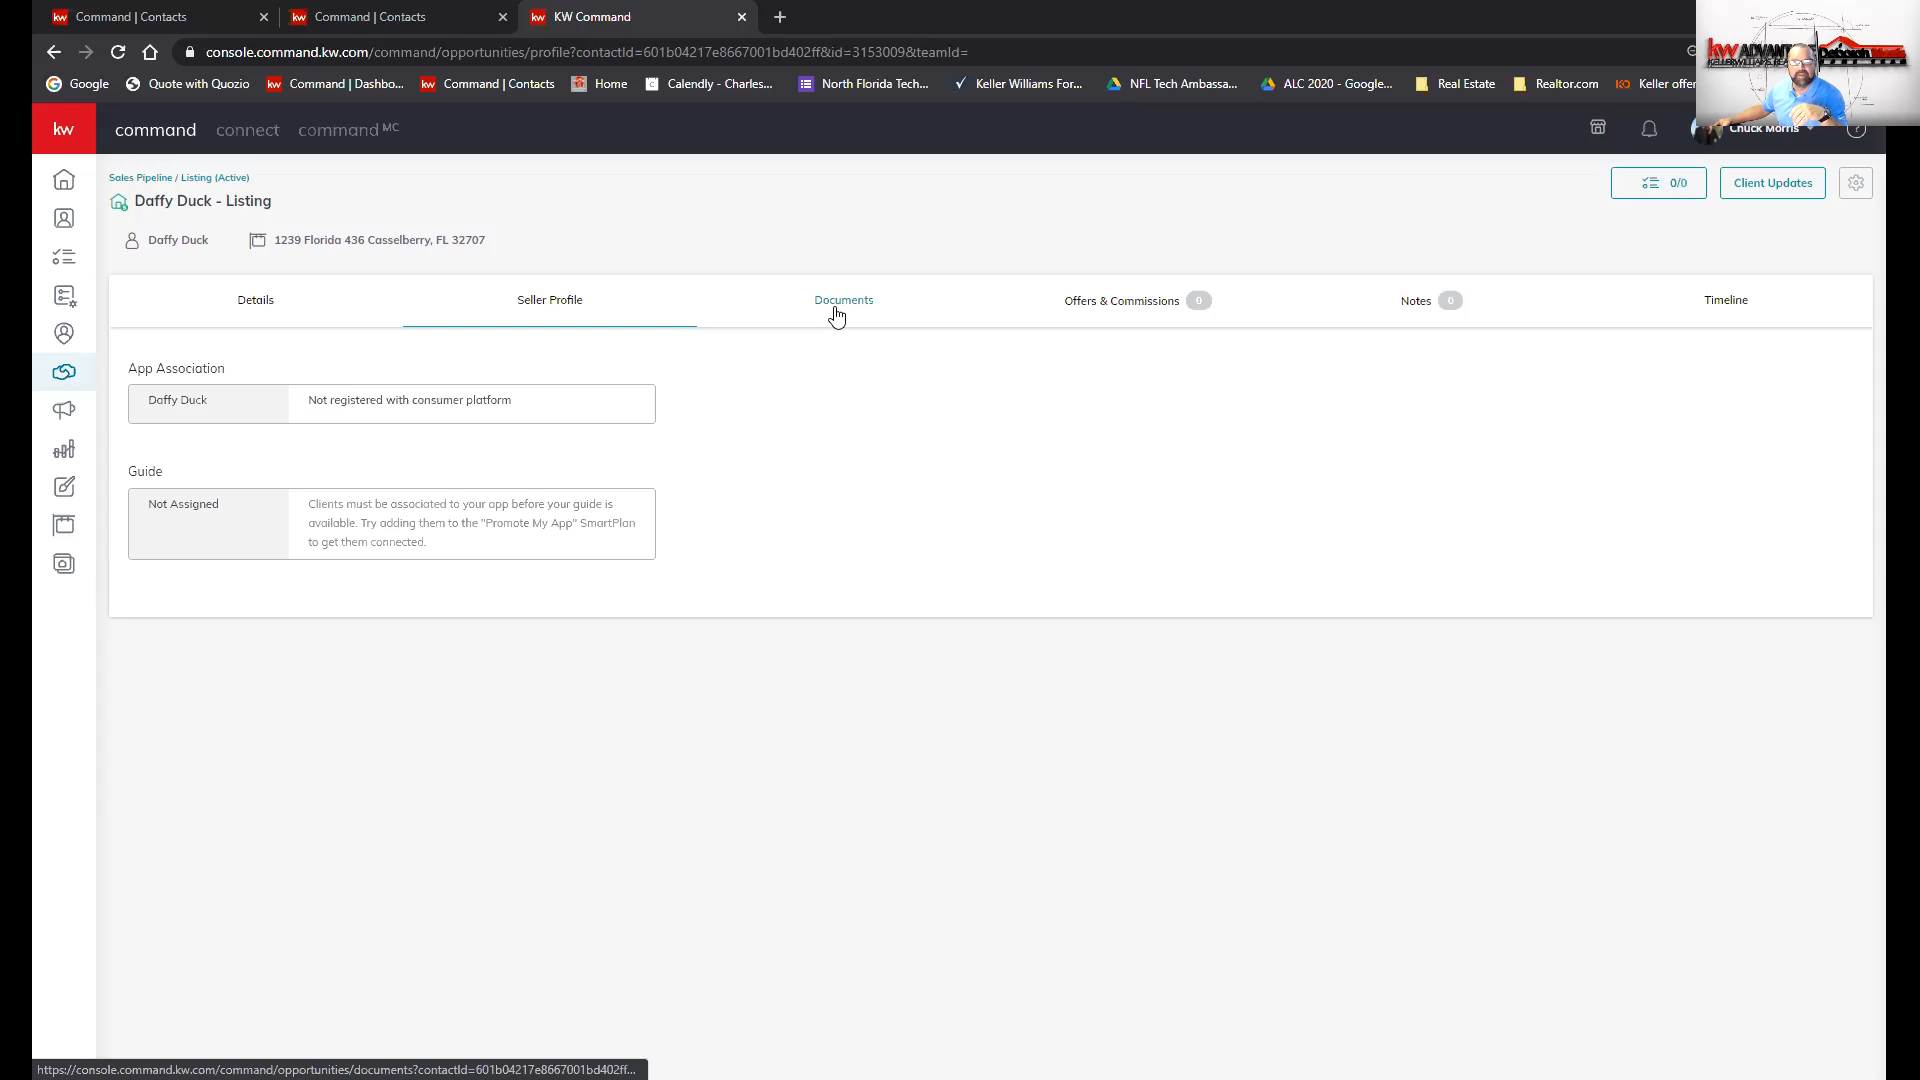 Command | Contacts
Command | Contacts
KW Command
console.command.kw.com/command/opportunities/profile?contactId=601b04217e8667001bd402ff&id=3153009&teamId=
Google
Quote with Quozio
Command | Dashbo...
Command | Contacts
Home
Calendly - Charles...
North Florida Tech...
Keller Williams For...
NFL Tech Ambassa...
ALC 2020 - Google...
Real Estate
Realtor.com
Keller offer
kw
command
connect
command MC
Chuck Morris
Sales Pipeline / Listing (Active)
Daffy Duck - Listing
0/0
Client Updates
Daffy Duck
1239 Florida 436 Casselberry, FL 32707
Details
Seller Profile
Documents
Offers & Commissions 0
Notes 0
Timeline
App Association
Daffy Duck
Not registered with consumer platform
Guide
Not Assigned
Clients must be associated to your app before your guide is
available. Try adding them to the "Promote My App" SmartPlan
to get them connected.
https://console.command.kw.com/command/opportunities/documents?contactId=601b04217e8667001bd402ff...